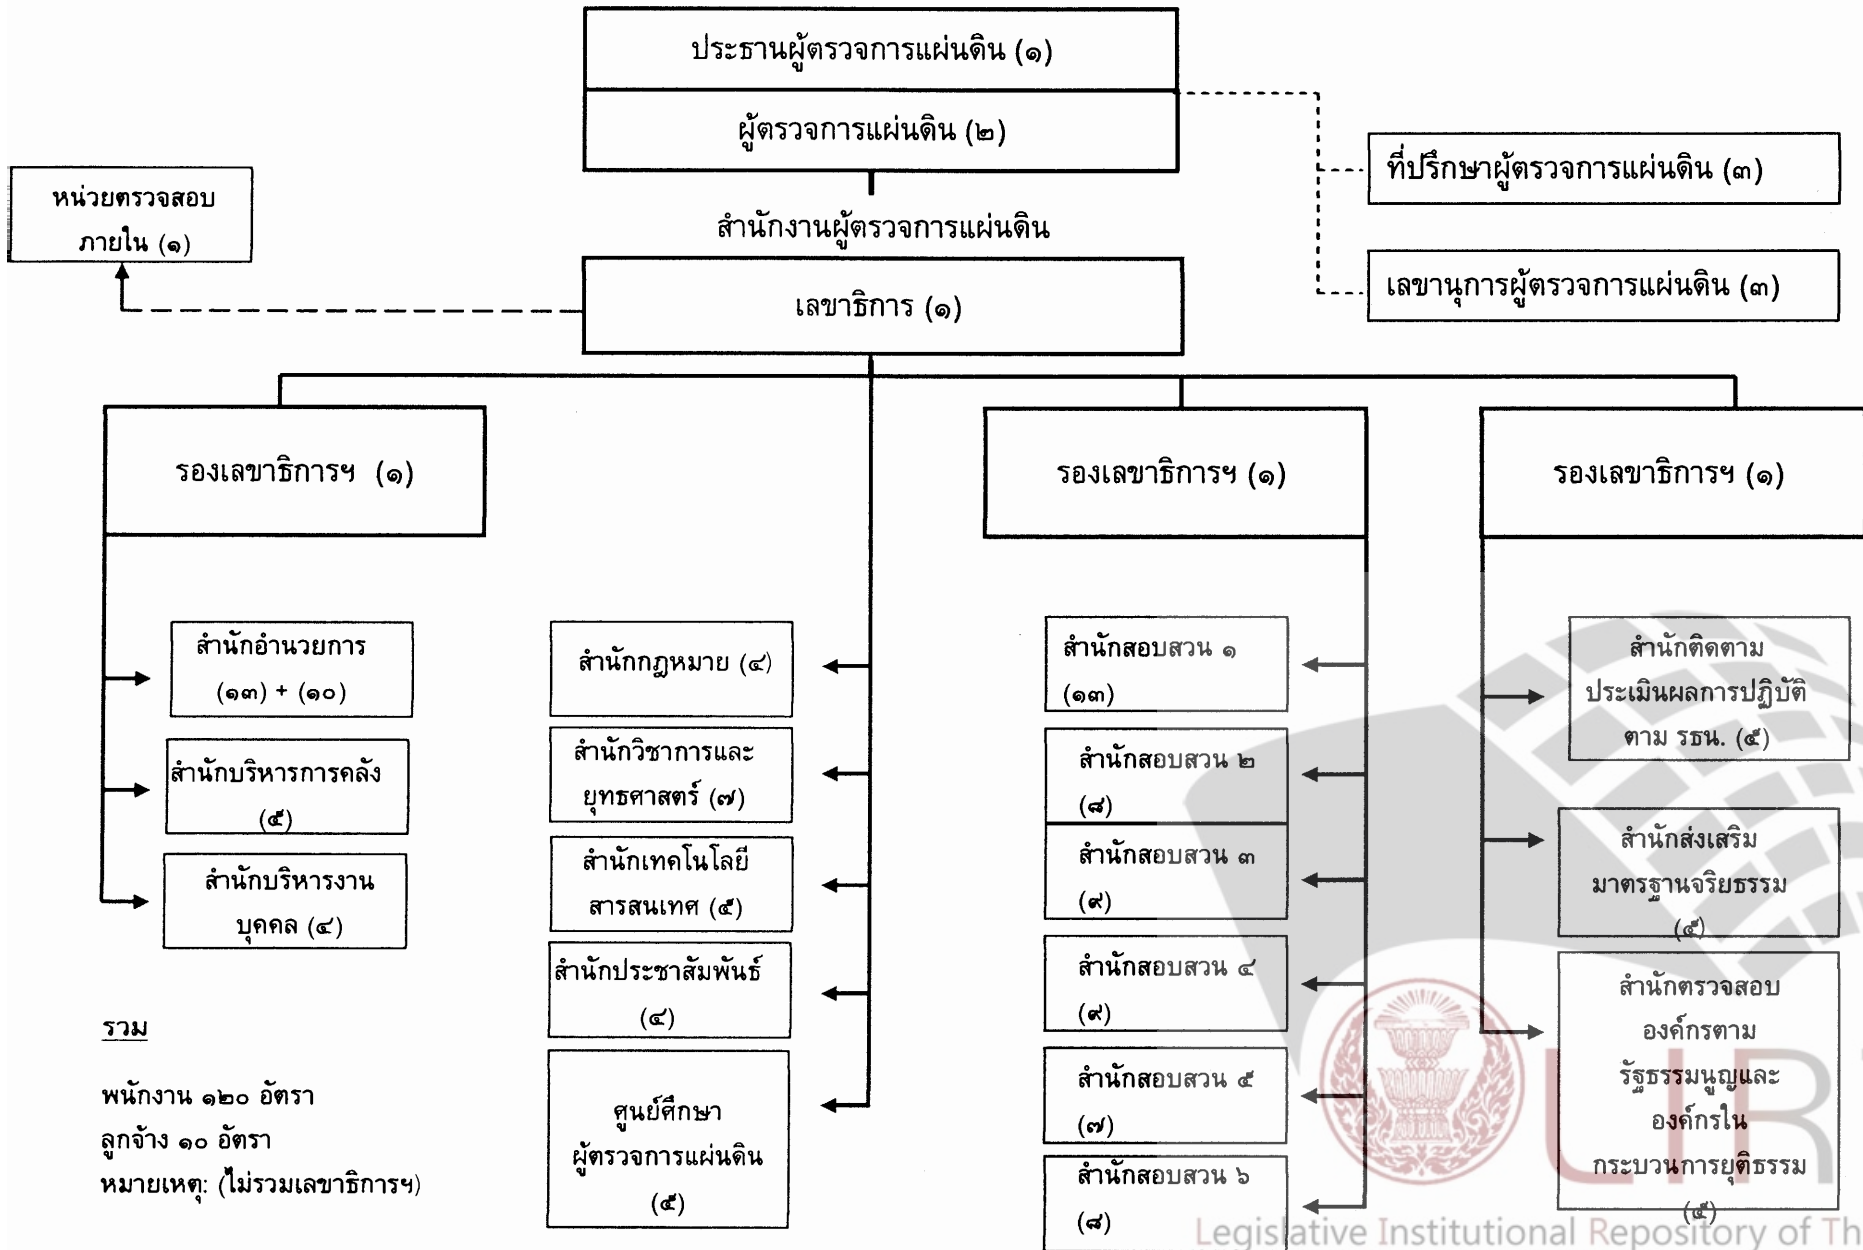 ประธานผู้ตรวจการแผ่นดิน (๑)
ผู้ตรวจการแผ่นดิน (๒)
ที่ปรึกษาผู้ตรวจการแผ่นดิน (๓)
เลขานุการผู้ตรวจการแผ่นดิน (๓)
หน่วยตรวจสอบ
ภายใน (๑)
สำนักงานผู้ตรวจการแผ่นดิน
เลขาธิการ (๑)
รองเลขาธิการฯ (๑)
รองเลขาธิการฯ (๑)
รองเลขาธิการฯ (๑)
สำนักอำนวยการ
(๑๓) + (๑๐)
สำนักบริหารการคลัง
(๕)
สำนักบริหารงาน
บุคคล (๔)
สำนักกฎหมาย (๔)
สำนักวิชาการและ
ยุทธศาสตร์ (๗)
สำนักเทคโนโลยี
สารสนเทศ (๕)
สำนักประชาสัมพันธ์
(๔)
ศูนย์ศึกษา
ผู้ตรวจการแผ่นดิน
(๕)
สำนักสอบสวน ๑
(๑๓)
สำนักสอบสวน ๒
(๘)
สำนักสอบสวน ๓
(๙)
สำนักสอบสวน ๔
(๙)
สำนักสอบสวน ๕
(๗)
สำนักสอบสวน ๖
(๘)
สำนักติดตาม
ประเมินผลการปฏิบัติ
ตาม รธน. (๕)
สำนักส่งเสริม
มาตรฐานจริยธรรม
(๕)
สำนักตรวจสอบ
องค์กรตาม
รัฐธรรมนูญและ
องค์กรใน
กระบวนการยุติธรรม
(๕)
รวม
พนักงาน ๑๒๐ อัตรา
ลูกจ้าง ๑๐ อัตรา
หมายเหตุ: (ไม่รวมเลขาธิการฯ)
LIR
Legislative Institutional Repository of Th